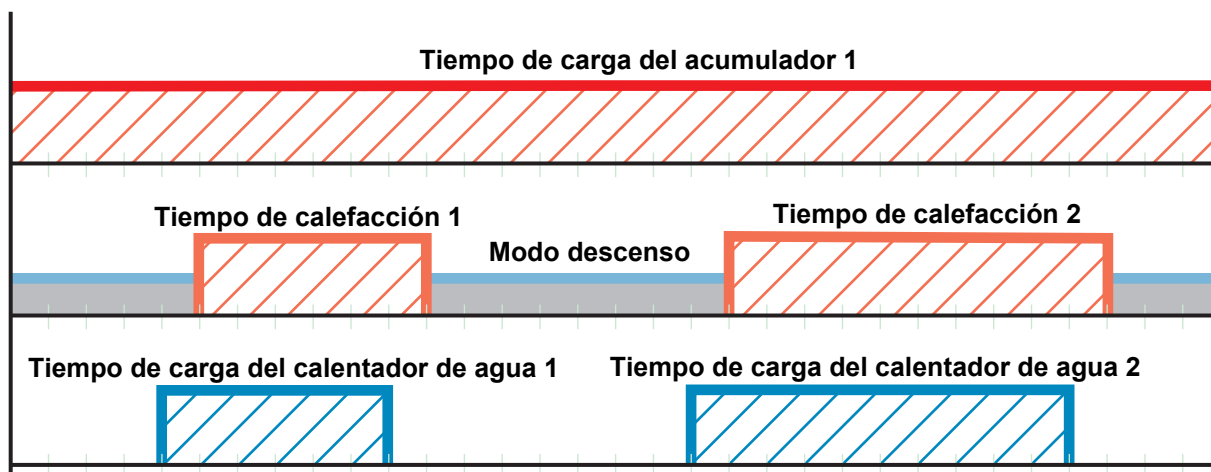 Tiempo de carga del acumulador 1
Tiempo de calefacción 1
Tiempo de calefacción 2
Modo descenso
Tiempo de carga del calentador de agua 1
Tiempo de carga del calentador de agua 2